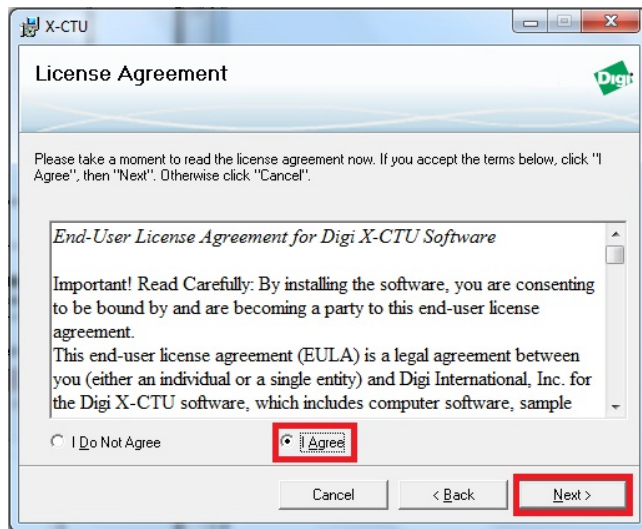 X-CTU
License Agreement
Digi
Please take a moment to read the license agreement now. If you accept the terms below, click "I
Agree", then "Next". Otherwise click "Cancel".
End-User License Agreement for Digi X-CTU Software
Important! Read Carefully: By installing the software, you are consenting
to be bound by and are becoming a party to this end-user license
agreement.
This end-user license agreement (EULA) is a legal agreement between
you (either an individual or a single entity) and Digi International, Inc. for
the Digi X-CTU software, which includes computer software, sample
I Do Not Agree I Agree
Cancel < Back Next >